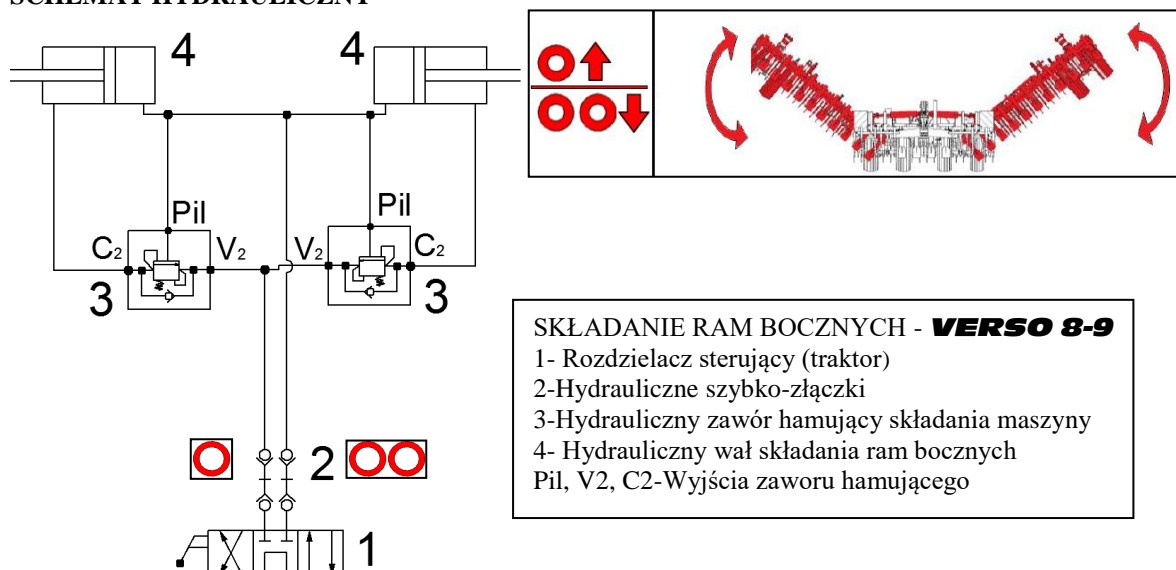 SCHEMAT HYDRAULICZNY
4
4
Pil
Pil
C2
V2
V2
C2
3
3
2
1
SKŁADANIE RAM BOCZNYCH - VERSO 8-9
1- Rozdzielacz sterujący (traktor)
2-Hydrauliczne szybko-złączki
3-Hydrauliczny zawór hamujący składania maszyny
4- Hydrauliczny wał składania ram bocznych
Pil, V2, C2-Wyjścia zaworu hamującego